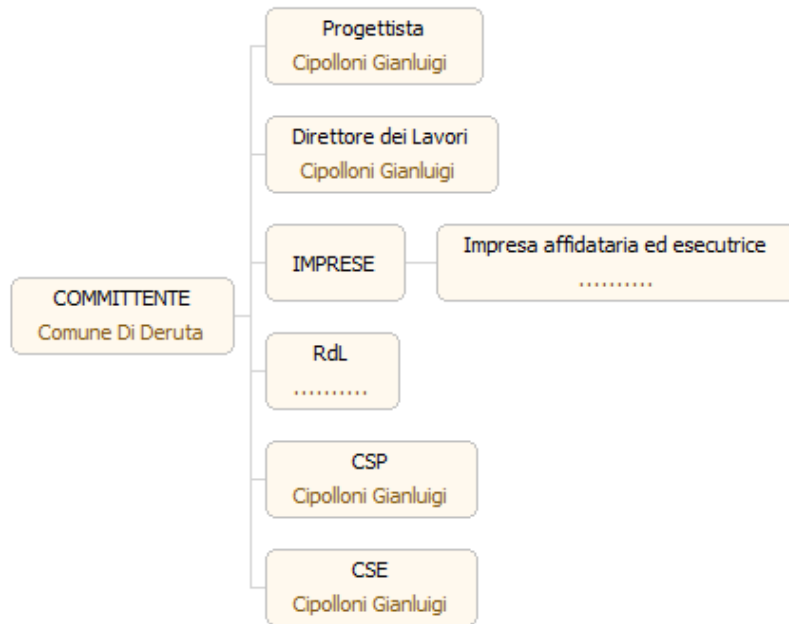 Progettista
Cipolloni Gianluigi
Direttore dei Lavori
Cipolloni Gianluigi
IMPRESE
Impresa affidataria ed esecutrice
..........
COMMITTENTE
Comune Di Deruta
RdL
..........
CSP
Cipolloni Gianluigi
CSE
Cipolloni Gianluigi